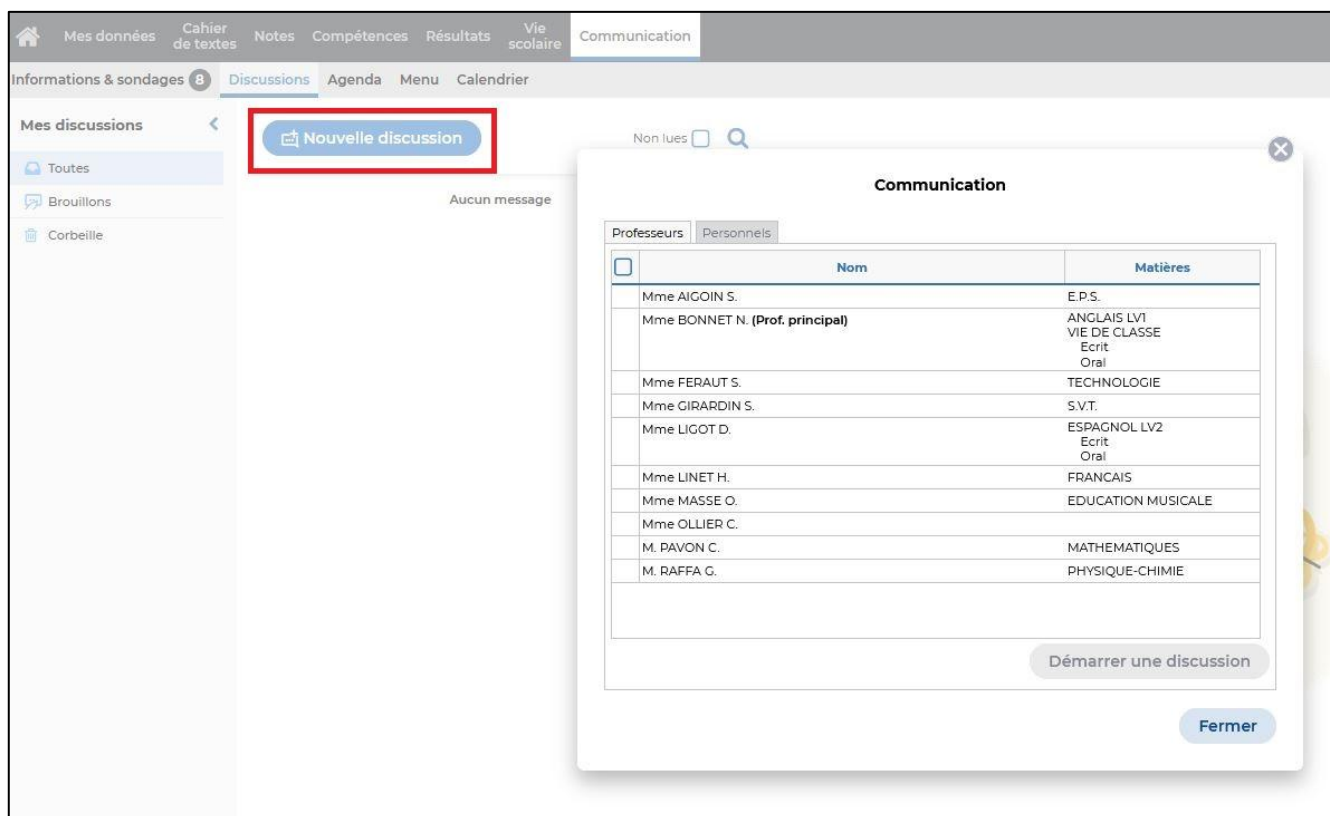 Mes données
Cahier
de textes
Notes
Compétences
Résultats
Vie
scolaire
Communication
Informations & sondages 8
Discussions
Agenda
Menu
Calendrier
Mes discussions
Toutes
Brouillons
Corbeille
Nouvelle discussion
Non lues
Aucun message
Communication
Professeurs Personnels
Nom Matières
Mme AIGOIN S. E.P.S.
Mme BONNET N. (Prof. principal) ANGLAIS LV1
VIE DE CLASSE
Ecrit
Oral
Mme FERAUT S. TECHNOLOGIE
Mme GIRARDIN S. S.V.T.
Mme LIGOT D. ESPAGNOL LV2
Ecrit
Oral
Mme LINET H. FRANCAIS
Mme MASSE O. EDUCATION MUSICALE
Mme OLLIER C.
M. PAVON C. MATHEMATIQUES
M. RAFFA G. PHYSIQUE-CHIMIE
Démarrer une discussion
Fermer